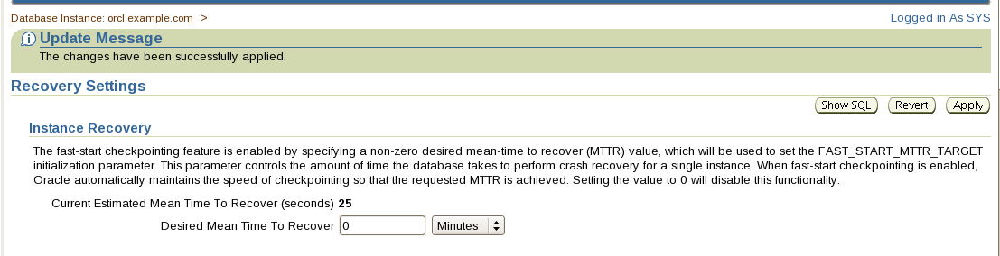 Database Instance: orcl.example.com >
Logged in As SYS
Update Message
The changes have been successfully applied.
Recovery Settings
Show SQL Revert Apply
Instance Recovery
The fast-start checkpointing feature is enabled by specifying a non-zero desired mean-time to recover (MTTR) value, which will be used to set the FAST_START_MTTR_TARGET
initialization parameter. This parameter controls the amount of time the database takes to perform crash recovery for a single instance. When fast-start checkpointing is enabled,
Oracle automatically maintains the speed of checkpointing so that the requested MTTR is achieved. Setting the value to 0 will disable this functionality.
Current Estimated Mean Time To Recover (seconds) 25
Desired Mean Time To Recover 0 Minutes